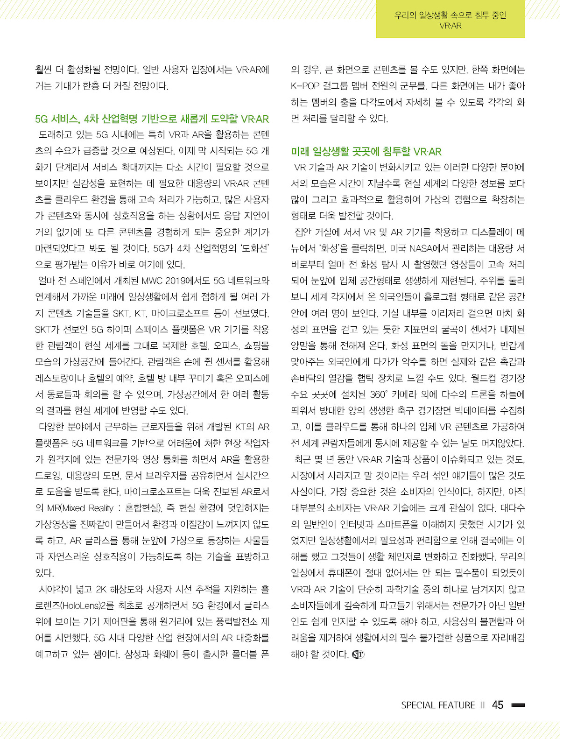 우리의 일상생활 속으로 침투 중인
VR·AR
훨씬 더 활성화될 전망이다. 일반 사용자 입장에서는 VR·AR에
거는 기대가 한층 더 커질 전망이다.
5G 서비스, 4차 산업혁명 기반으로 새롭게 도약할 VR·AR
도래하고 있는 5G 시대에는 특히 VR과 AR을 활용하는 콘텐
츠의 수요가 급증할 것으로 예상된다. 이제 막 시작되는 5G 개
화기 단계라서 서비스 확대까지는 다소 시간이 필요할 것으로
보이지만 실감성을 표현하는 데 필요한 대용량의 VR·AR 콘텐
츠를 클라우드 환경을 통해 고속 처리가 가능하고, 많은 사용자
가 콘텐츠와 동시에 상호작용을 하는 상황에서도 응답 지연이
거의 없기에 또 다른 콘텐츠를 경험하게 되는 중요한 계기가
마련되었다고 봐도 될 것이다. 5G가 4차 산업혁명의 '도화선'
으로 평가받는 이유가 바로 여기에 있다.
얼마 전 스페인에서 개최된 MWC 2019에서도 5G 네트워크와
연계해서 가까운 미래에 일상생활에서 쉽게 접하게 될 여러 가
지 콘텐츠 기술들을 SKT, KT, 마이크로소프트 등이 선보였다.
SKT가 선보인 5G 하이퍼 스페이스 플랫폼은 VR 기기를 착용
한 관람객이 현실 세계를 그대로 복제한 호텔, 오피스, 쇼핑몰
모습의 가상공간에 들어간다. 관람객은 손에 쥔 센서를 활용해
레스토랑이나 호텔의 예약, 호텔 방 내부 꾸미기 혹은 오피스에
서 동료들과 회의를 할 수 있으며, 가상공간에서 한 여러 활동
의 결과를 현실 세계에 반영할 수도 있다.
다양한 분야에서 근무하는 근로자들을 위해 개발된 KT의 AR
플랫폼은 5G 네트워크를 기반으로 어려움에 처한 현장 작업자
가 원격지에 있는 전문가와 영상 통화를 하면서 AR을 활용한
드로잉, 대용량의 도면, 문서 브라우저를 공유하면서 실시간으
로 도움을 받도록 한다. 마이크로소프트는 더욱 진보된 AR로서
의 MR(Mixed Reality : 혼합현실), 즉 현실 환경에 덧입혀지는
가상영상을 진짜같이 만들어서 환경과 이질감이 느껴지지 않도
록 하고, AR 글라스를 통해 눈앞에 가상으로 등장하는 사물들
과 자연스러운 상호작용이 가능하도록 하는 기술을 표방하고
있다.
시야각이 넓고 2K 해상도와 사용자 시선 추적을 지원하는 홀
로렌즈(HoloLens)2를 최초로 공개하면서 5G 환경에서 글라스
위에 보이는 기기 제어판을 통해 원거리에 있는 풍력발전소 제
어를 시연했다. 5G 시대 다양한 산업 현장에서의 AR 대중화를
예고하고 있는 셈이다. 삼성과 화웨이 등이 출시한 폴더블 폰
의 경우, 큰 화면으로 콘텐츠를 볼 수도 있지만, 한쪽 화면에는
K-POP 걸그룹 멤버 전원의 군무를, 다른 화면에는 내가 좋아
하는 멤버의 춤을 다각도에서 자세히 볼 수 있도록 각각의 화
면 처리를 달리할 수 있다.
미래 일상생활 곳곳에 침투할 VR·AR
VR 기술과 AR 기술이 변화시키고 있는 이러한 다양한 분야에
서의 모습은 시간이 지날수록 현실 세계의 다양한 정보를 보다
많이 그리고 효과적으로 활용하여 가상의 경험으로 확장하는
형태로 더욱 발전할 것이다.
집안 거실에 서서 VR 및 AR 기기를 착용하고 디스플레이 메
뉴에서 '화성'을 클릭하면, 미국 NASA에서 관리하는 대용량 서
버로부터 얼마 전 화성 탐사 시 촬영했던 영상들이 고속 처리
되어 눈앞에 입체 공간형태로 생생하게 재현된다. 주위를 둘러
보니 세계 각지에서 온 외국인들이 홀로그램 형태로 같은 공간
안에 여러 명이 보인다. 거실 내부를 이리저리 걸으면 마치 화
성의 표면을 걷고 있는 듯한 지표면의 굴곡이 센서가 내재된
양말을 통해 전해져 온다. 화성 표면의 돌을 만지거나, 반갑게
맞아주는 외국인에게 다가가 악수를 하면 실제와 같은 촉감과
손바닥의 열감을 햅틱 장치로 느낄 수도 있다. 월드컵 경기장
주요 곳곳에 설치된 360° 카메라 외에 다수의 드론을 하늘에
띄워서 방대한 양의 생생한 축구 경기장면 빅데이터를 수집하
고, 이를 클라우드를 통해 하나의 입체 VR 콘텐츠로 가공하여
전 세계 관람자들에게 동시에 제공할 수 있는 날도 머지않았다.
최근 몇 년 동안 VR·AR 기술과 상품이 이슈화되고 있는 것도,
시장에서 사라지고 말 것이라는 우려 섞인 얘기들이 많은 것도
사실이다. 가장 중요한 것은 소비자의 인식이다. 하지만, 아직
대부분의 소비자는 VR·AR 기술에는 크게 관심이 없다. 대다수
의 일반인이 인터넷과 스마트폰을 이해하지 못했던 시기가 있
었지만 일상생활에서의 필요성과 편리함으로 인해 결국에는 이
해를 했고 그것들이 생활 체인지로 변화하고 진화했다. 우리의
일상에서 휴대폰이 절대 없어서는 안 되는 필수품이 되었듯이
VR과 AR 기술이 단순히 과학기술 중의 하나로 남겨지지 않고
소비자들에게 깊숙하게 파고들기 위해서는 전문가가 아닌 일반
인도 쉽게 인지할 수 있도록 해야 하고, 사용상의 불편함과 어
려움을 제거하여 생활에서의 필수 불가결한 상품으로 자리매김
해야 할 것이다.
SPECIAL FEATURE II 45